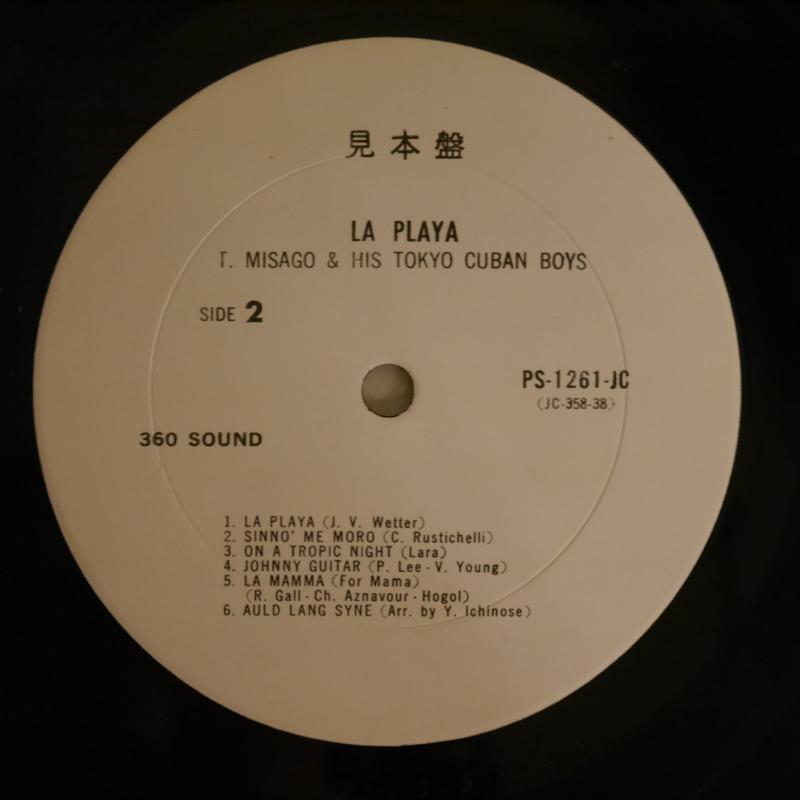 見本盤
LA PLAYA
T. MISAGO & HIS TOKYO CUBAN BOYS
SIDE 2
PS-1261-JC
(JC-358-38)
360 SOUND
1. LA PLAYA (J. V. Wetter)
2. SINNO' ME MORO (C. Rustichelli)
3. ON A TROPIC NIGHT (Lara)
4. JOHNNY GUITAR (P. Lee - V. Young)
5. LA MAMMA (For Mama)
(R. Gall - Ch. Aznavour - Hogol)
6. AULD LANG SYNE (Arr. by Y. Ichinose)